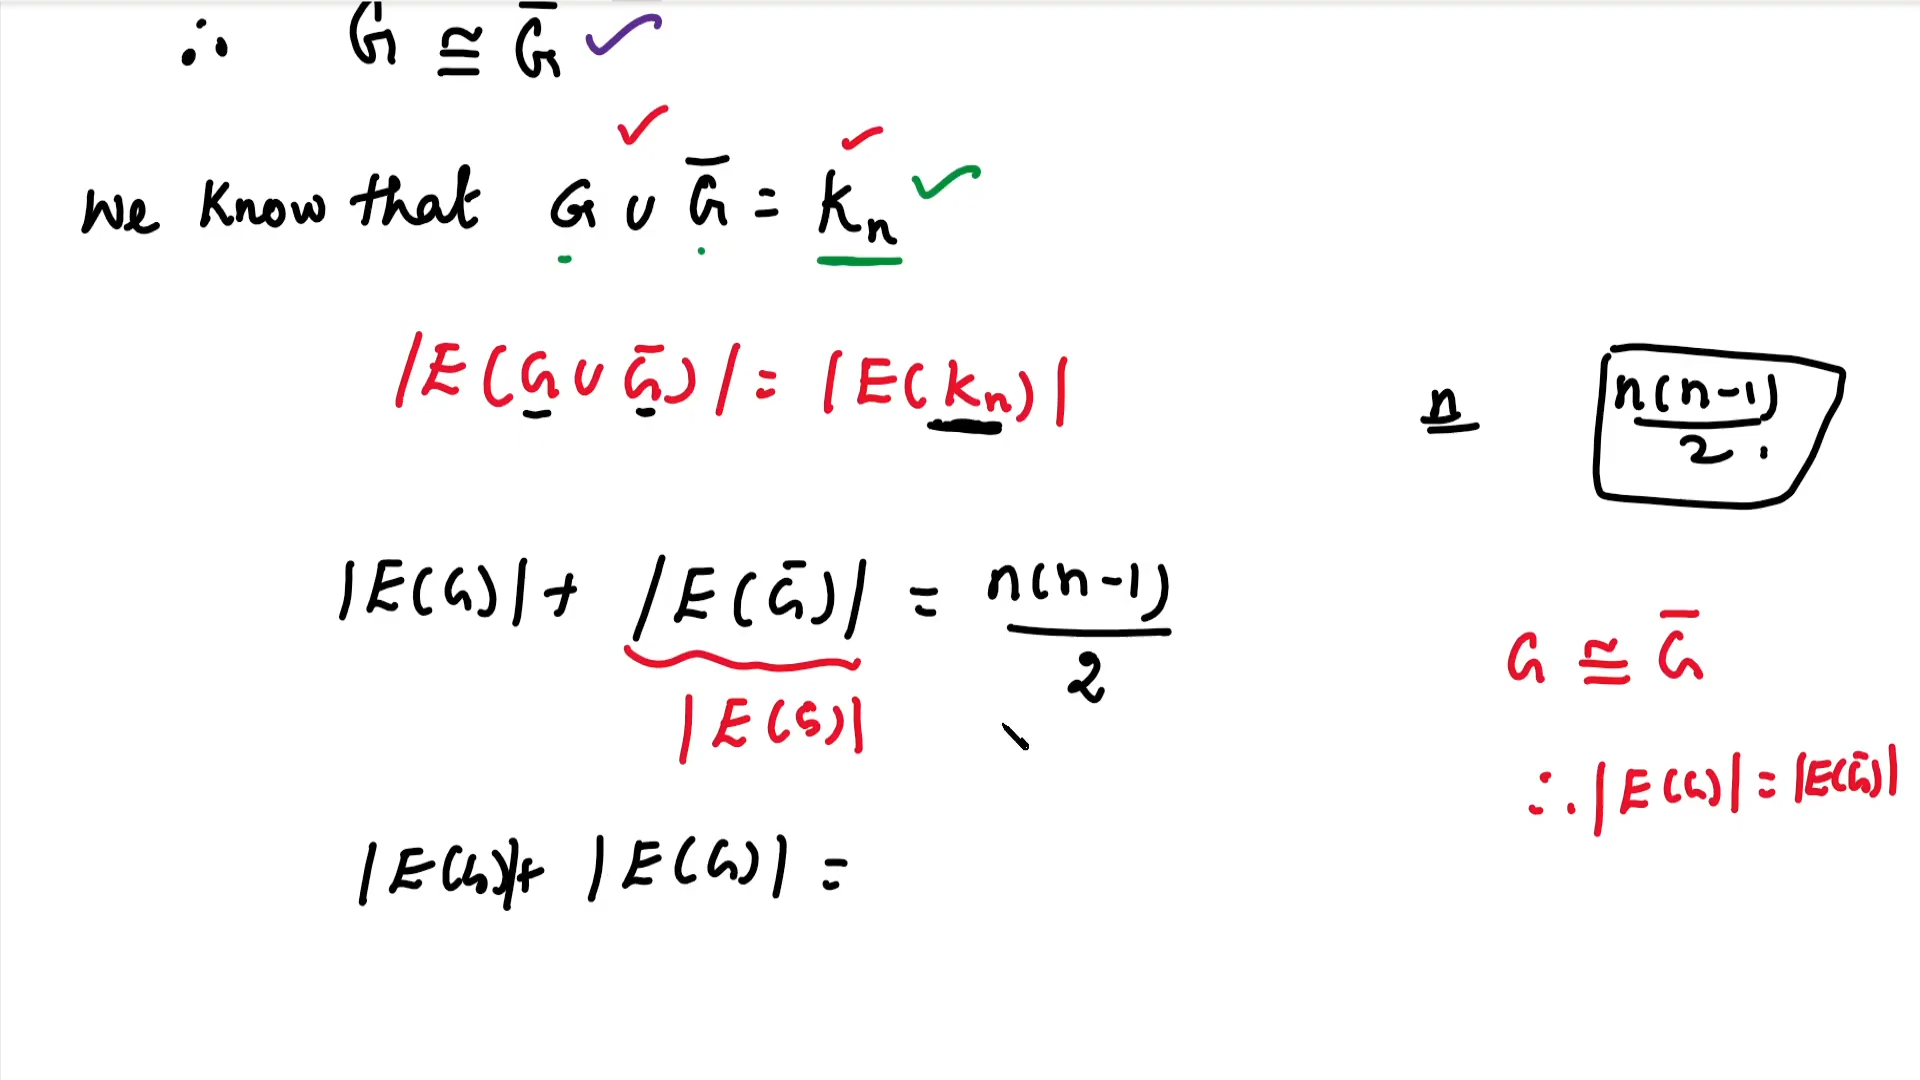 ∴ G ≅ G̅ ✓
We know that G ∪ G̅ = Kn ✓
|E(G ∪ G̅)| = |E(Kn)|
n n(n-1)/2.
|E(G)| + |E(G̅)| = n(n-1)/2
|E(G)|
G ≅ G̅
∴ |E(G)| = |E(G̅)|
|E(G)| + |E(G)| =